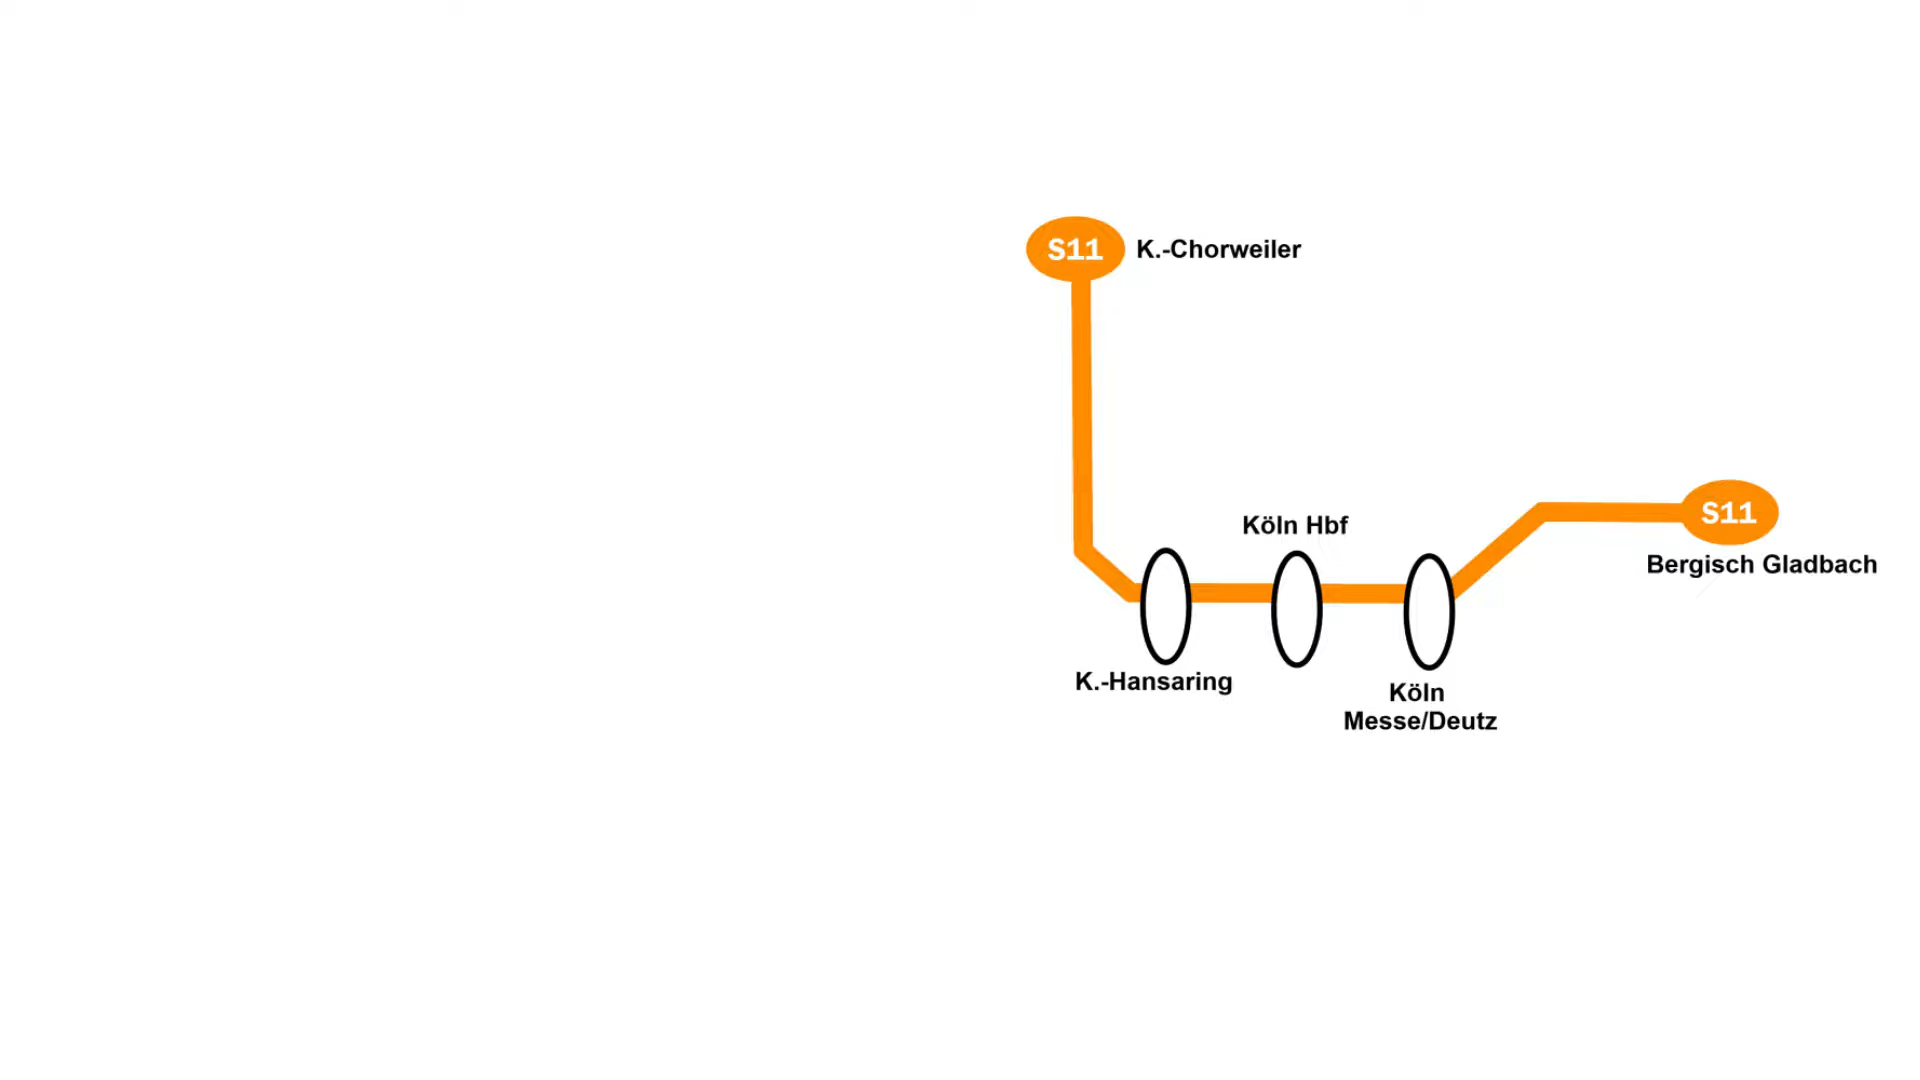 S11
K.-Chorweiler
S11
Köln Hbf
Bergisch Gladbach
K.-Hansaring
Köln
Messe/Deutz